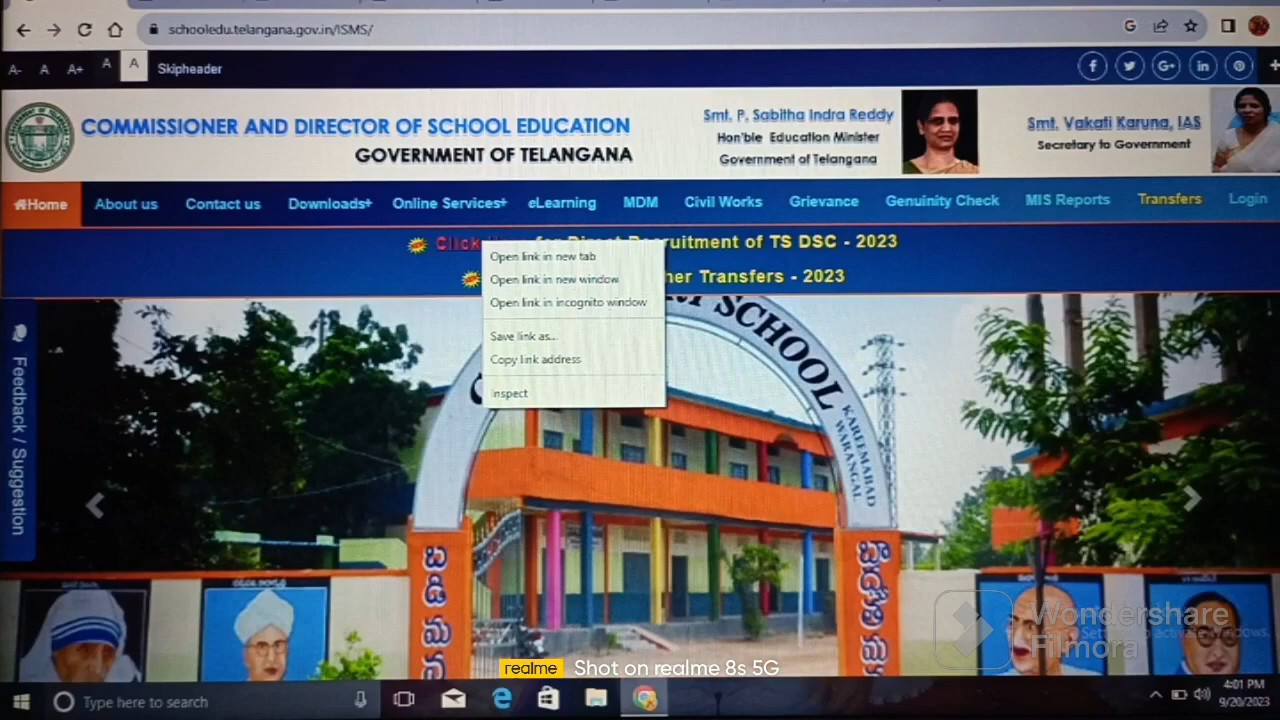 schooledu.telangana.gov.in/ISMS/
A- A A+ A A Skipheader
COMMISSIONER AND DIRECTOR OF SCHOOL EDUCATION
GOVERNMENT OF TELANGANA
Smt. P. Sabitha Indra Reddy
Hon'ble Education Minister
Government of Telangana
Smt. Vakati Karuna, IAS
Secretary to Government
Home About us Contact us Downloads+ Online Services+ eLearning MDM Civil Works Grievance Genuinity Check MIS Reports Transfers Login
Click for Direct Recruitment of TS DSC - 2023
her Transfers - 2023
Open link in new tab
Open link in new window
Open link in incognito window
Save link as...
Copy link address
Inspect
SCHOOL
KAREEMABAD
WARANGAL
Feedback / Suggestion
Wondershare
Filmora
realme Shot on realme 8s 5G
Type here to search
4:01 PM
9/20/2023